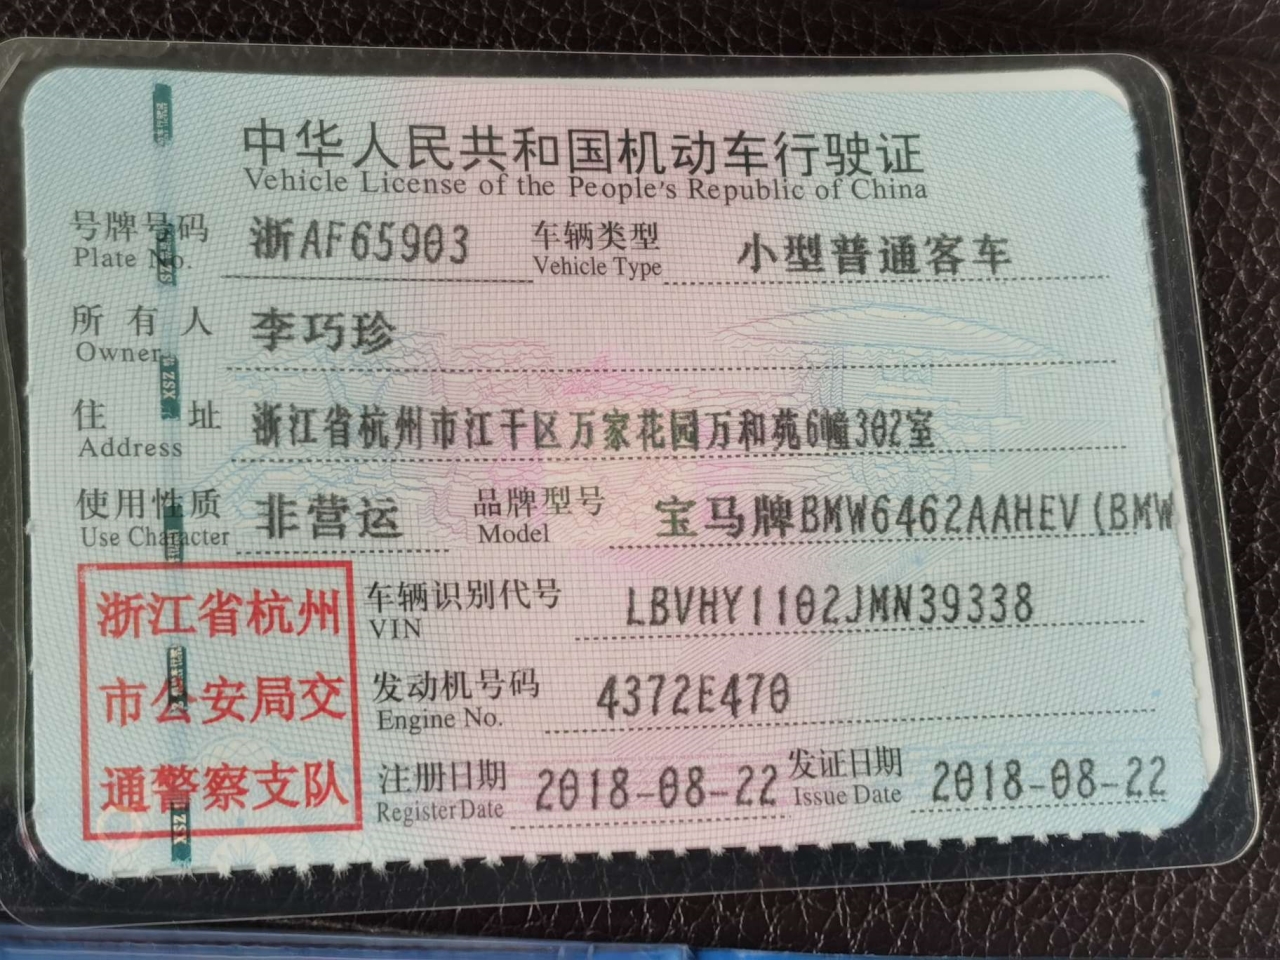 中华人民共和国机动车行驶证
Vehicle License of the People's Republic of China
号牌号码 浙AF65903 车辆类型 小型普通客车
Plate No. Vehicle Type
所有人 李巧珍
Owner
住址 浙江省杭州市江干区万家花园万和苑6幢302室
Address
使用性质 非营运 品牌型号 宝马牌BMW6462AAHEV(BMW
Use Character Model
浙江省杭州
市公安局交
通警察支队
车辆识别代号 LBVHY1102JMN39338
VIN
发动机号码 4372E470
Engine No.
注册日期 2018-08-22 发证日期 2018-08-22
Register Date Issue Date